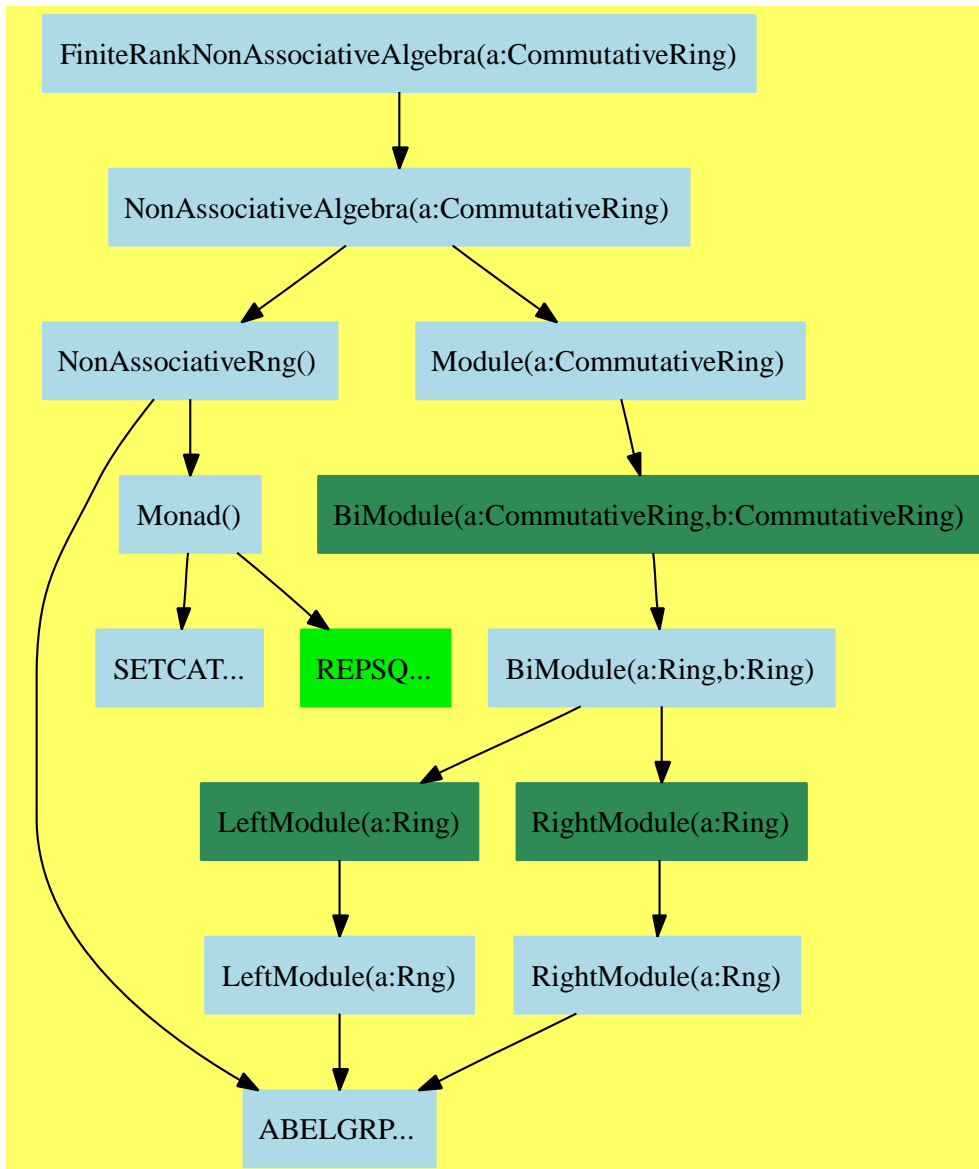 FiniteRankNonAssociativeAlgebra(a:CommutativeRing)
NonAssociativeAlgebra(a:CommutativeRing)
NonAssociativeRng()
Module(a:CommutativeRing)
Monad()
BiModule(a:CommutativeRing,b:CommutativeRing)
SETCAT...
REPSQ...
BiModule(a:Ring,b:Ring)
LeftModule(a:Ring)
RightModule(a:Ring)
LeftModule(a:Rng)
RightModule(a:Rng)
ABELGRP...